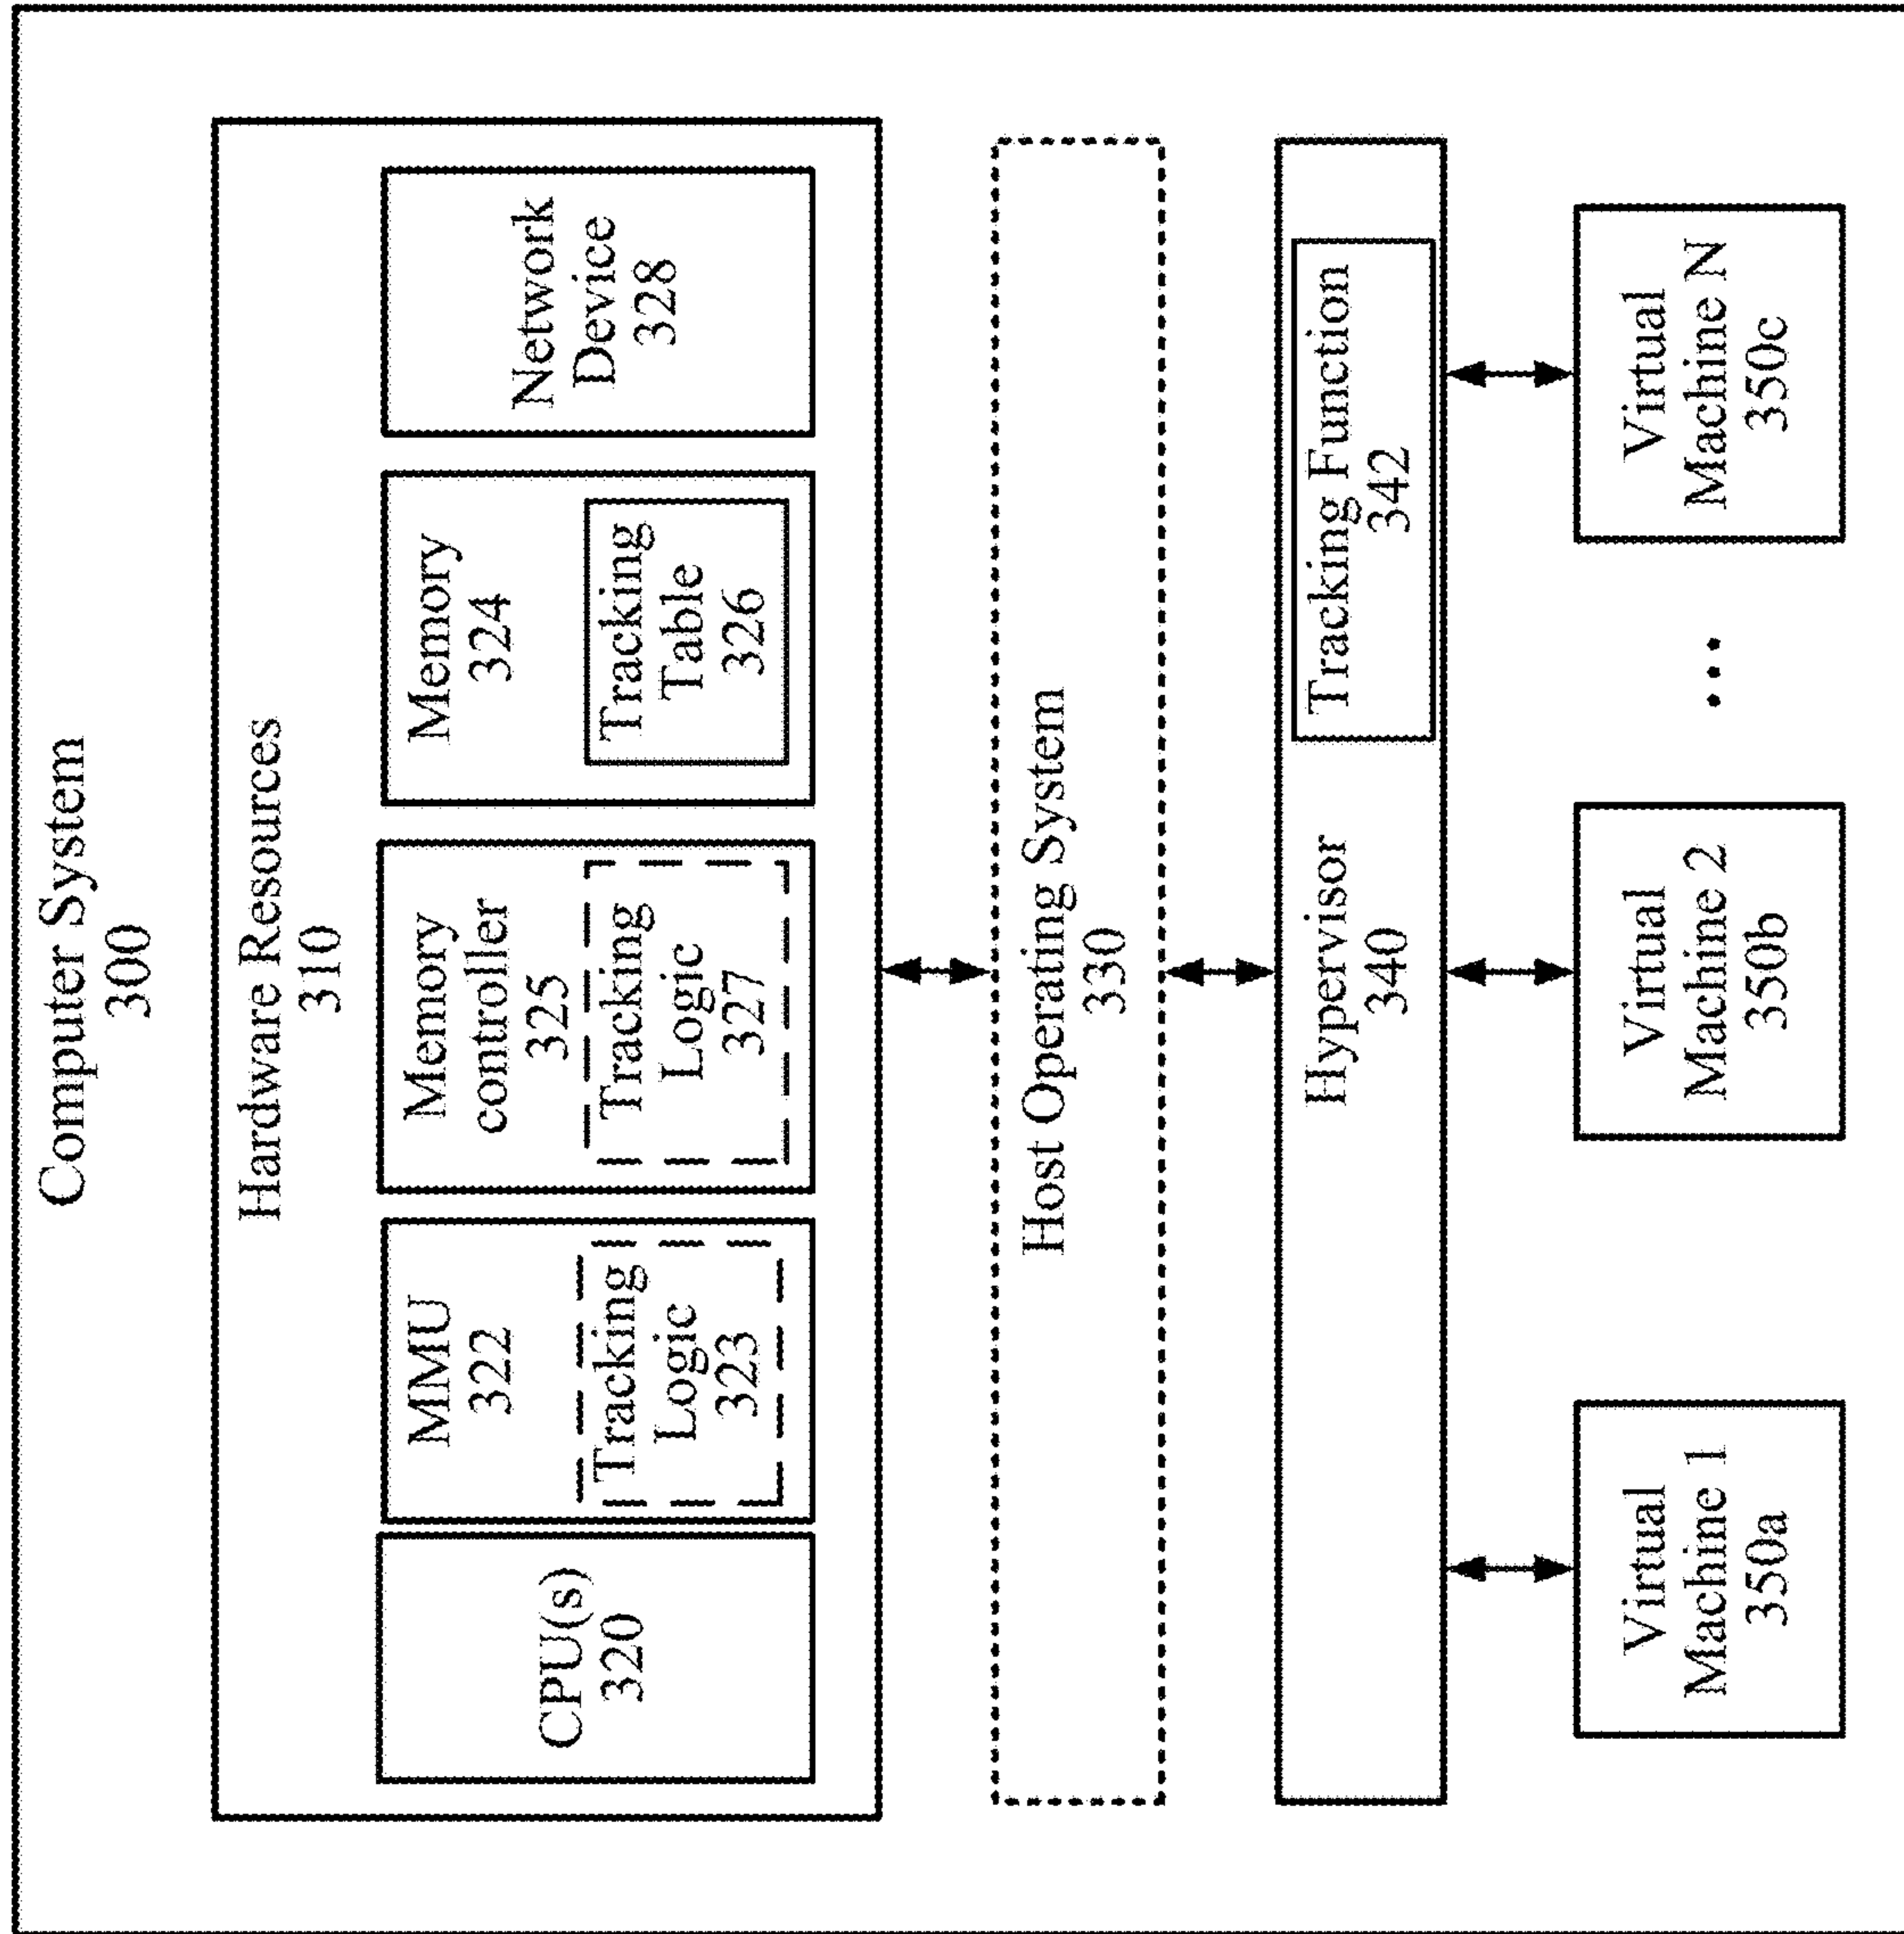 Computer System
300
Hardware Resources
310
CPU(s)
320
MMU
322
Tracking
Logic
323
Memory
controller
325
Tracking
Logic
327
Memory
324
Tracking
Table
326
Network
Device
328
Host Operating System
330
Hypervisor
340
Tracking Function
342
Virtual
Machine 1
350a
Virtual
Machine 2
350b
...
Virtual
Machine N
350c